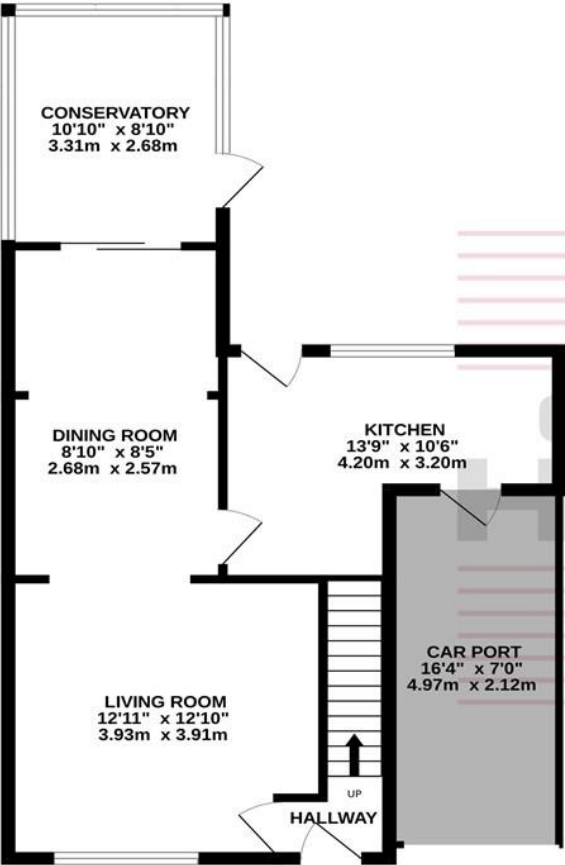 CONSERVATORY
10'10" x 8'10"
3.31m x 2.68m
KITCHEN
13'9" x 10'6"
4.20m x 3.20m
DINING ROOM
8'10" x 8'5"
2.68m x 2.57m
CAR PORT
16'4" x 7'0"
4.97m x 2.12m
LIVING ROOM
12'11" x 12'10"
3.93m x 3.91m
UP
HALLWAY